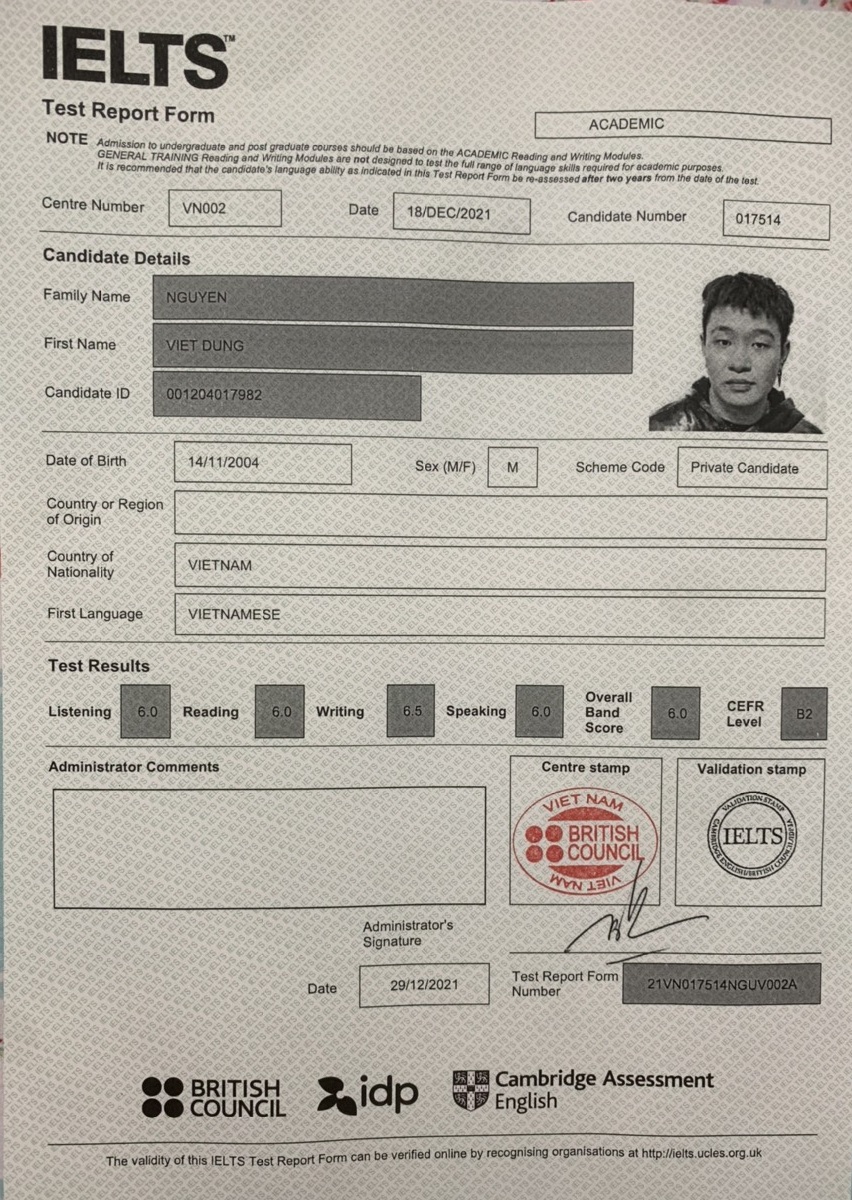 IELTS™
Test Report Form
ACADEMIC
NOTE Admission to undergraduate and post graduate courses should be based on the ACADEMIC Reading and Writing Modules.
GENERAL TRAINING Reading and Writing Modules are not designed to test the full range of language skills required for academic purposes.
It is recommended that the candidate's language ability as indicated in this Test Report Form be re-assessed after two years from the date of the test.
Centre Number VN002 Date 18/DEC/2021 Candidate Number 017514
Candidate Details
Family Name NGUYEN
First Name VIET DUNG
Candidate ID 001204017982
Date of Birth 14/11/2004 Sex (M/F) M Scheme Code Private Candidate
Country or Region
of Origin
Country of
Nationality VIETNAM
First Language VIETNAMESE
Test Results
Listening 6.0 Reading 6.0 Writing 6.5 Speaking 6.0 Overall Band Score 6.0 CEFR Level B2
Administrator Comments
Centre stamp
VIET NAM
BRITISH
COUNCIL
VIET NAM
Validation stamp
VALIDATION STAMP
IELTS
Administrator's
Signature
Date 29/12/2021
Test Report Form
Number 21VN017514NGUV002A
BRITISH
COUNCIL
idp
Cambridge Assessment
English
The validity of this IELTS Test Report Form can be verified online by recognising organisations at http://ielts.ucles.org.uk